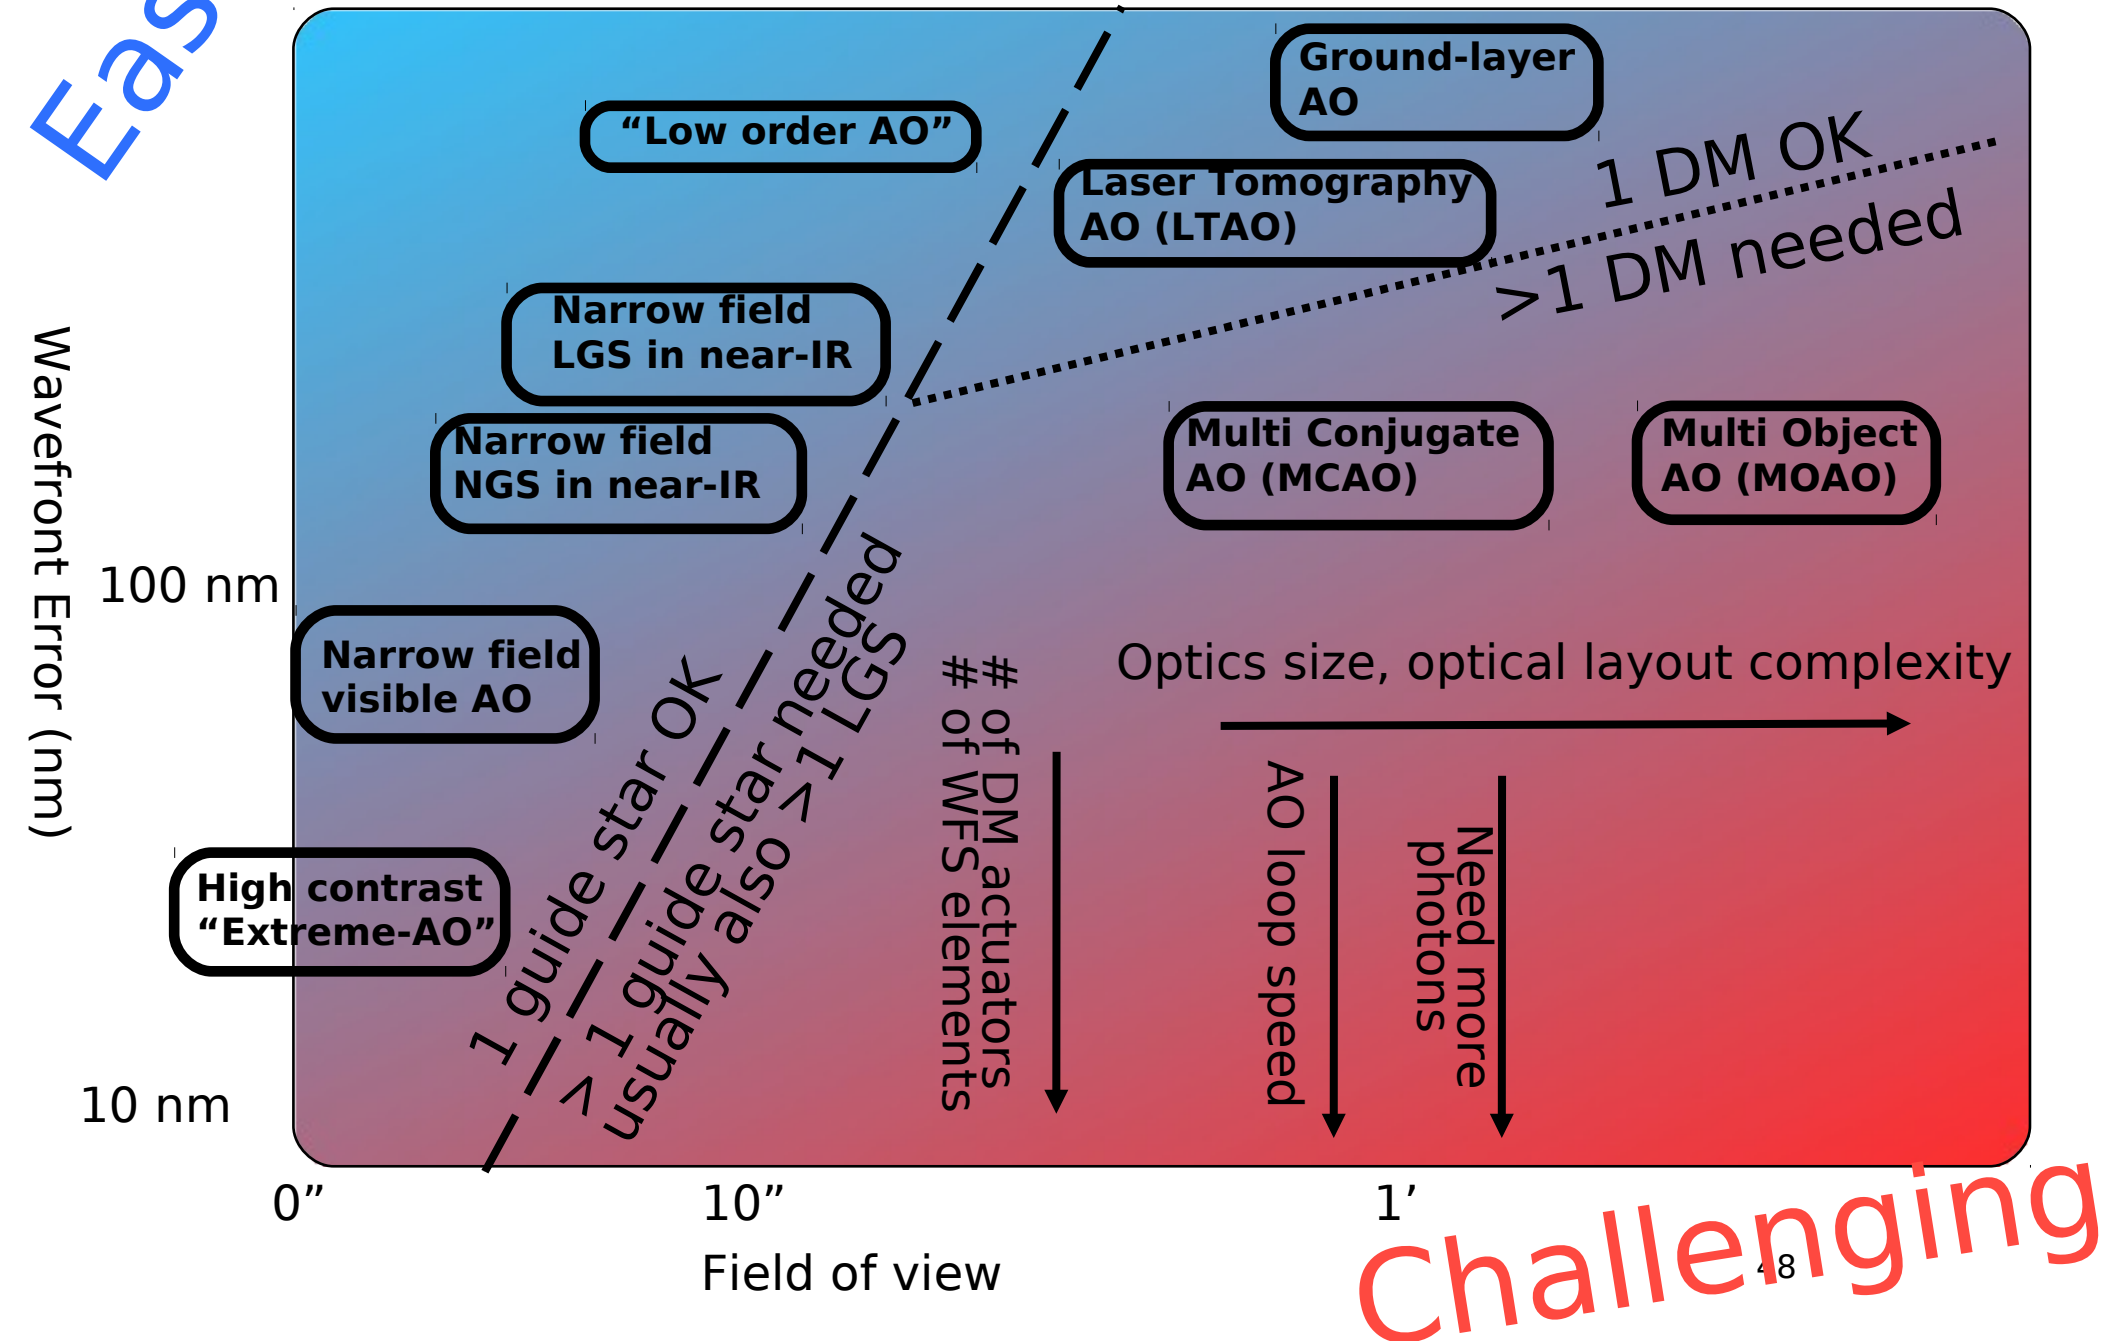 Eas
Ground-layer
AO
“Low order AO”
1 DM OK
Laser Tomography
AO (LTAO)
>1 DM needed
Narrow field
LGS in near-IR
Narrow field
NGS in near-IR
Multi Conjugate
AO (MCAO)
Multi Object
AO (MOAO)
Wavefront Error (nm)
100 nm
Narrow field
visible AO
1 guide star OK
> 1 guide star needed
usually also >1 LGS
# of DM actuators
# of WFS elements
Optics size, optical layout complexity
AO loop speed
Need more
photons
High contrast
“Extreme-AO”
10 nm
0”
10”
1’
Field of view
Challenging
48